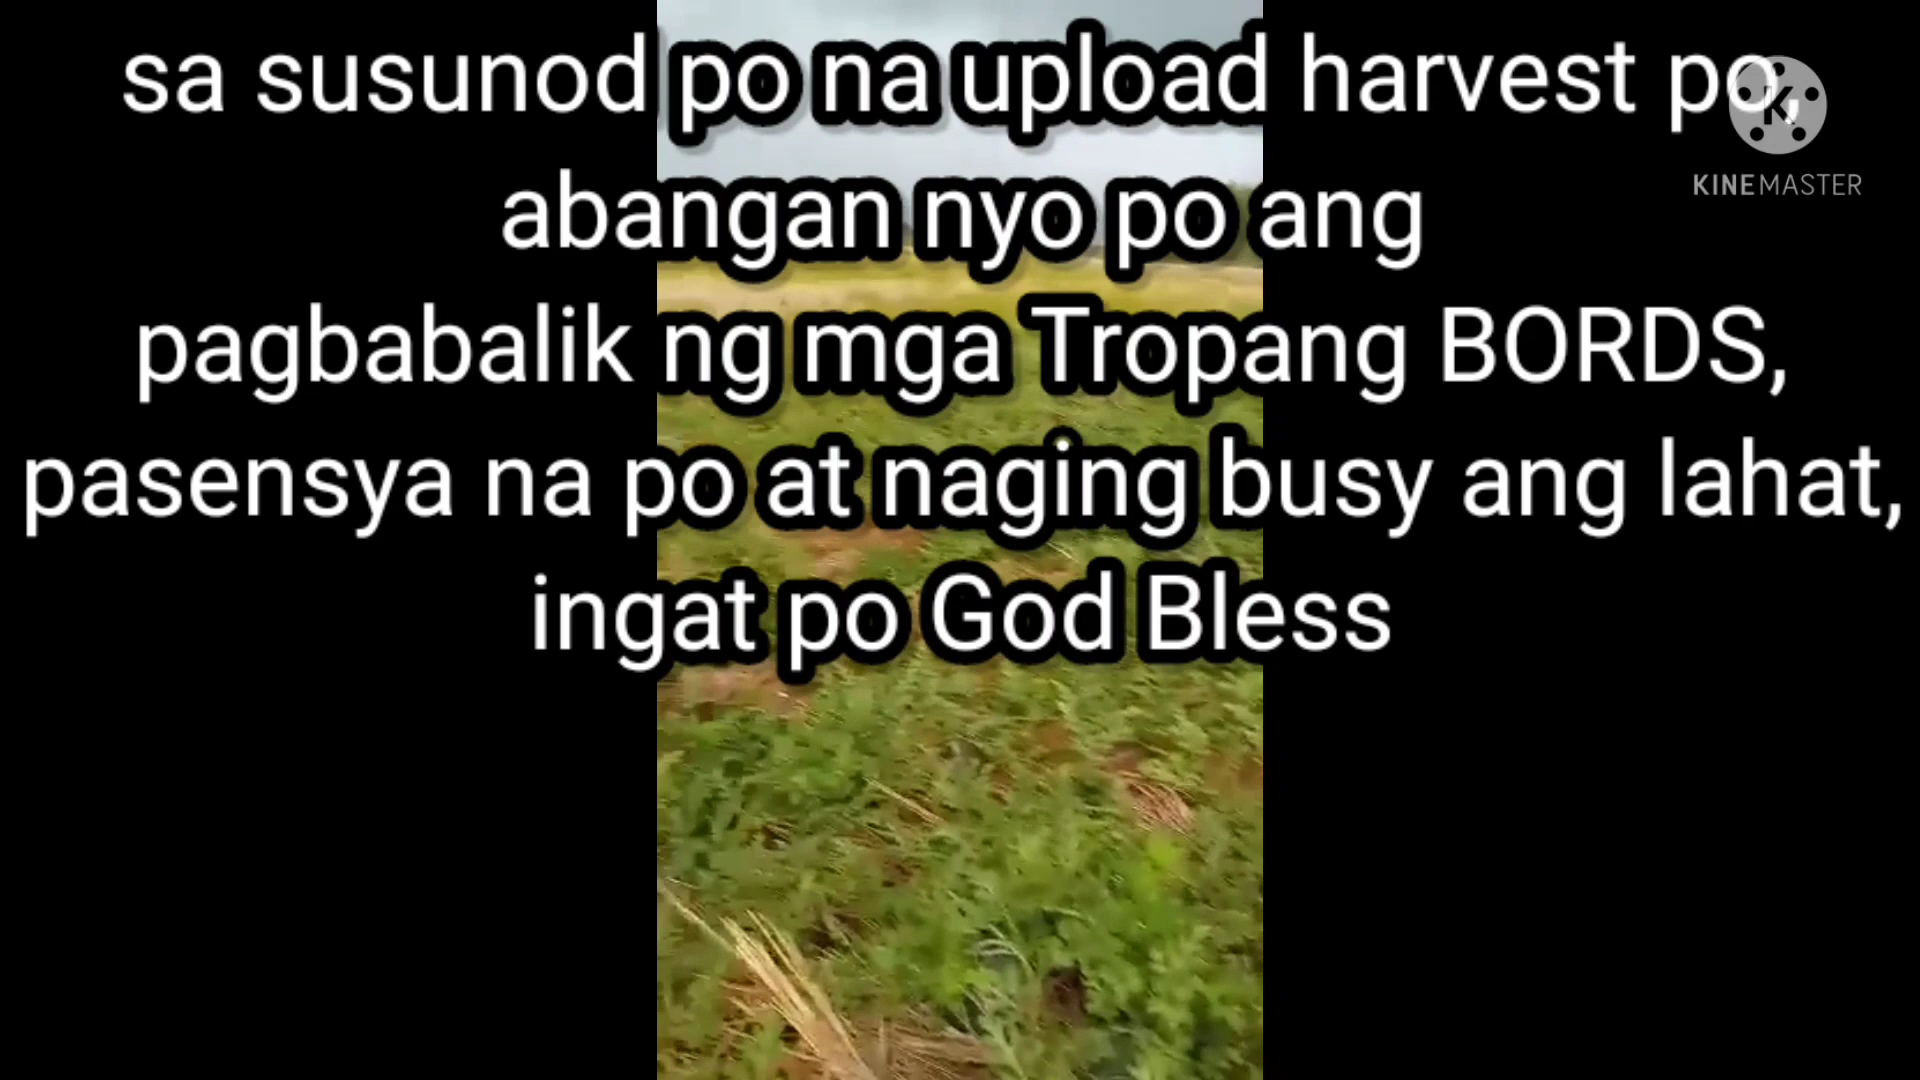 sa susunod po na upload harvest po,
abangan nyo po ang
pagbabalik ng mga Tropang BORDS,
pasensya na po at naging busy ang lahat,
ingat po God Bless
K
KINEMASTER